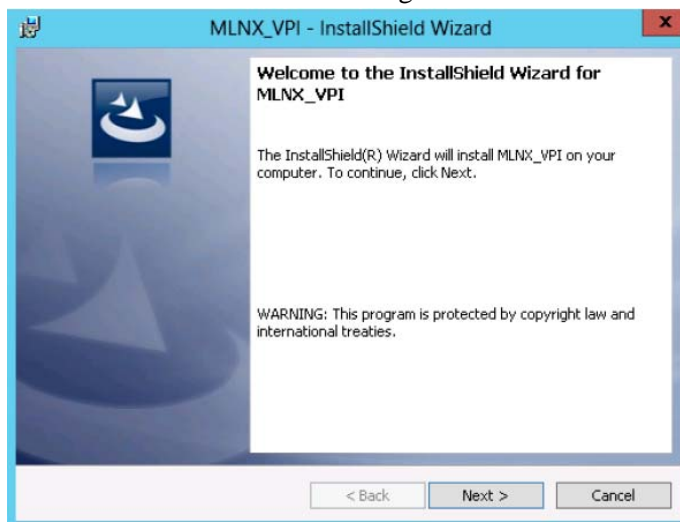 MLNX_VPI - InstallShield Wizard
x
Welcome to the InstallShield Wizard for
MLNX_VPI
The InstallShield(R) Wizard will install MLNX_VPI on your
computer. To continue, click Next.
WARNING: This program is protected by copyright law and
international treaties.
< Back Next > Cancel